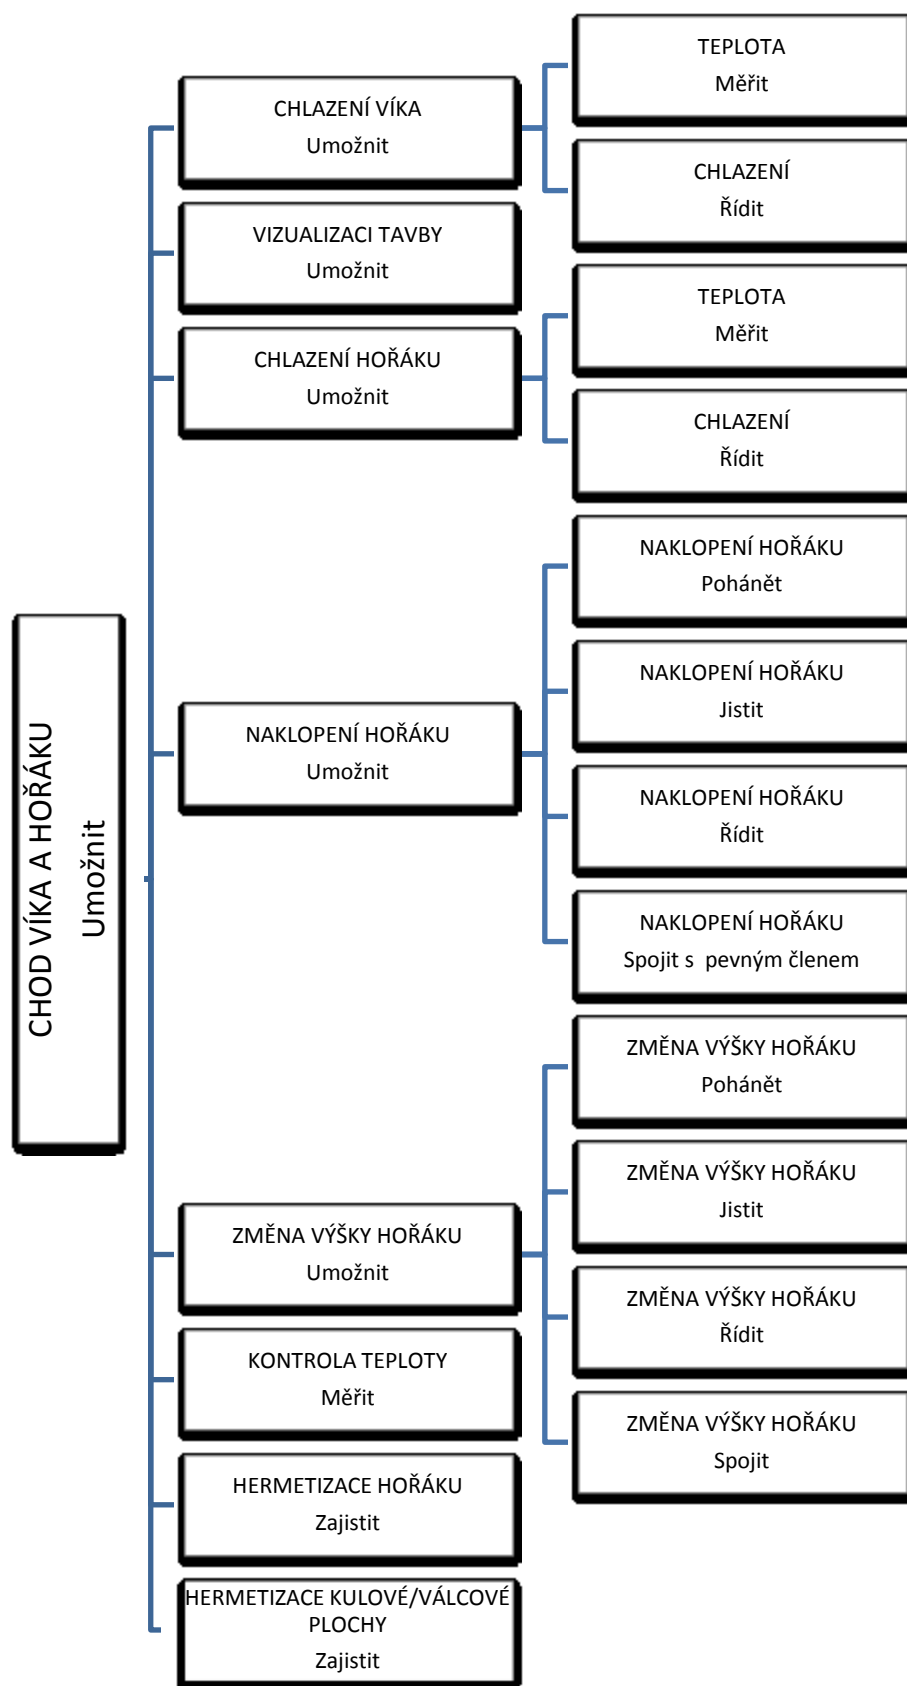 CHOD VÍKA A HOŘÁKU
Umožnit
CHLAZENÍ VÍKA
Umožnit
TEPLOTA
Měřit
CHLAZENÍ
Řídit
VIZUALIZACI TAVBY
Umožnit
CHLAZENÍ HOŘÁKU
Umožnit
TEPLOTA
Měřit
CHLAZENÍ
Řídit
NAKLOPENÍ HOŘÁKU
Umožnit
NAKLOPENÍ HOŘÁKU
Pohánět
NAKLOPENÍ HOŘÁKU
Jistit
NAKLOPENÍ HOŘÁKU
Řídit
NAKLOPENÍ HOŘÁKU
Spojit s pevným členem
ZMĚNA VÝŠKY HOŘÁKU
Umožnit
ZMĚNA VÝŠKY HOŘÁKU
Pohánět
ZMĚNA VÝŠKY HOŘÁKU
Jistit
ZMĚNA VÝŠKY HOŘÁKU
Řídit
ZMĚNA VÝŠKY HOŘÁKU
Spojit
KONTROLA TEPLOTY
Měřit
HERMETIZACE HOŘÁKU
Zajistit
HERMETIZACE KULOVÉ/VÁLCOVÉ
PLOCHY
Zajistit